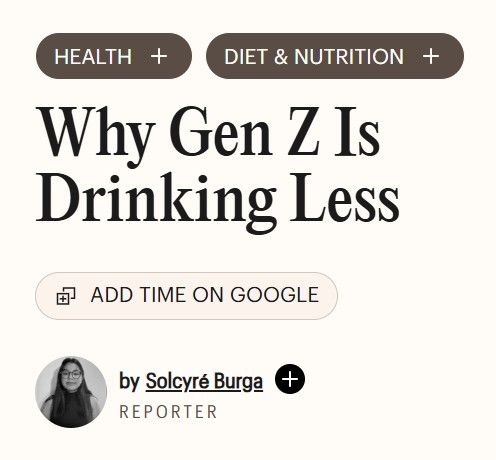 HEALTH +
DIET & NUTRITION +
Why Gen Z Is
Drinking Less
ADD TIME ON GOOGLE
by Solcyré Burga
REPORTER